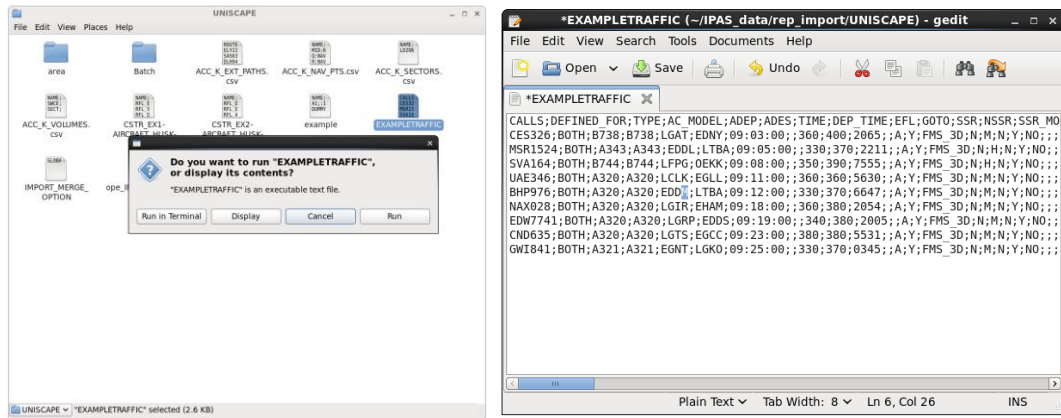 UNISCAPE
File Edit View Places Help
area
Batch
ACC_K_EXT_PATHS.
csv
ACC_K_NAV_PTS.csv
ACC_K_SECTORS.
csv
ACC_K_VOLUMES.
csv
CSTR_EX1-
AIRCRAFT_HUSK-
CSTR_EX2-
AIRCRAFT_HUSK-
example
EXAMPLETRAFFIC
IMPORT_MERGE_
OPTION
Do you want to run "EXAMPLETRAFFIC",
or display its contents?
"EXAMPLETRAFFIC" is an executable text file.
Run in Terminal
Display
Cancel
Run
UNISCAPE
"EXAMPLETRAFFIC" selected (2.6 KB)
*EXAMPLETRAFFIC (~/IPAS_data/rep_import/UNISCAPE) - gedit
File Edit View Search Tools Documents Help
Open Save Undo
*EXAMPLETRAFFIC
CALLS;DEFINED_FOR;TYPE;AC_MODEL;ADEP;ADES;TIME;DEP_TIME;EFL;GOTO;SSR;NSSR;SSR_MO
CES326;BOTH;B738;B738;LGAT;EDNY;09:03:00;;360;400;2065;;A;Y;FMS_3D;N;M;N;Y;NO;;;
MSR1524;BOTH;A343;A343;EDDL;LTBA;09:05:00;;330;370;2211;;A;Y;FMS_3D;N;H;N;Y;NO;;
SVA164;BOTH;B744;B744;LFPG;OEKK;09:08:00;;350;390;7555;;A;Y;FMS_3D;N;H;N;Y;NO;;;
UAE346;BOTH;A320;A320;LCLK;EGLL;09:11:00;;360;360;5630;;A;Y;FMS_3D;N;M;N;Y;NO;;;
BHP976;BOTH;A320;A320;EDDM;LTBA;09:12:00;;330;370;6647;;A;Y;FMS_3D;N;M;N;Y;NO;;;
NAX028;BOTH;A320;A320;LGIR;EHAM;09:18:00;;360;380;2054;;A;Y;FMS_3D;N;M;N;Y;NO;;;
EDW7741;BOTH;A320;A320;LGRP;EDDS;09:19:00;;340;380;2005;;A;Y;FMS_3D;N;M;N;Y;NO;;
CND635;BOTH;A320;A320;LGTS;EGCC;09:23:00;;380;380;5531;;A;Y;FMS_3D;N;M;N;Y;NO;;;
GWI841;BOTH;A321;A321;EGNT;LGKO;09:25:00;;330;370;0345;;A;Y;FMS_3D;N;M;N;Y;NO;;;
Plain Text Tab Width: 8 Ln 6, Col 26 INS